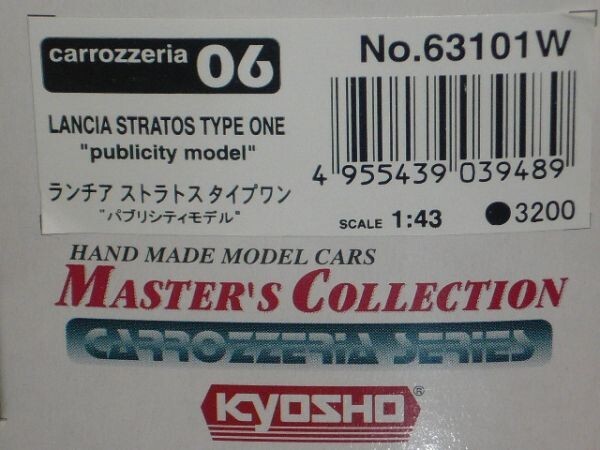 carrozzeria 06
No.63101W
LANCIA STRATOS TYPE ONE
"publicity model"
ランチア ストラトス タイプワン
"パブリシティモデル"
4 955439 039489
SCALE 1:43 ●3200
HAND MADE MODEL CARS
MASTER'S COLLECTION
CARROZZERIA SERIES
KYOSHO®